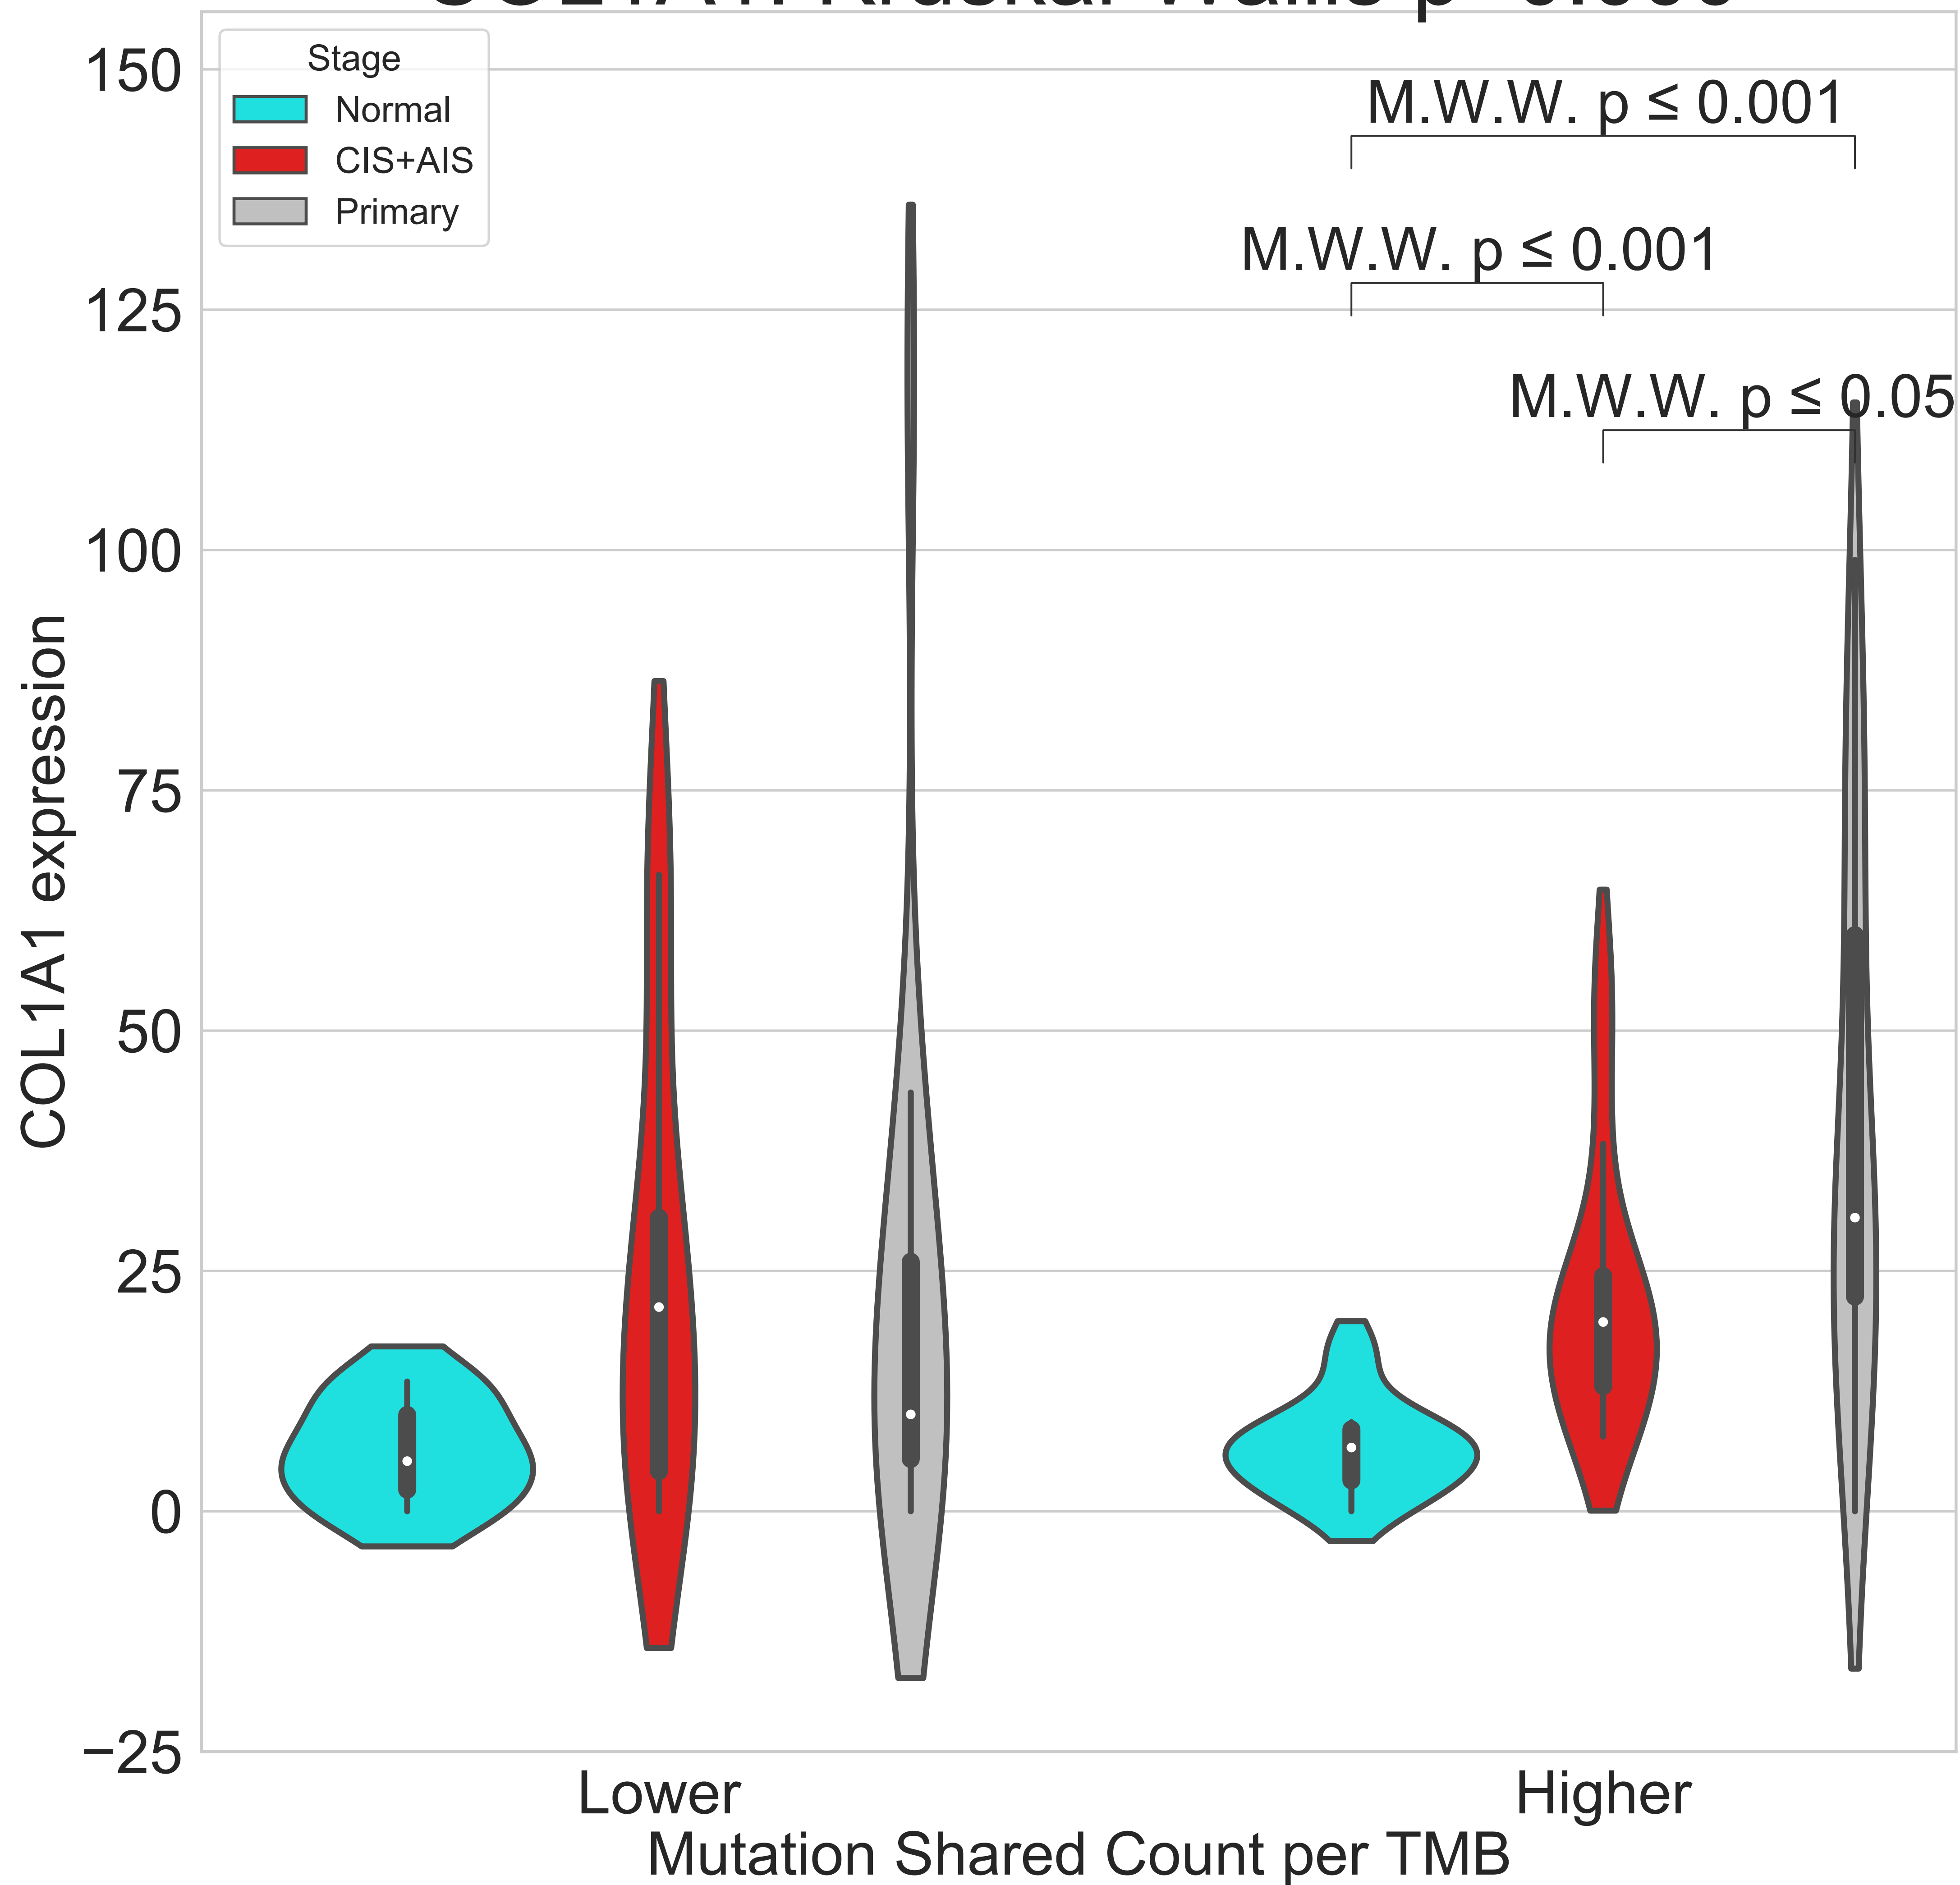 150
125
100
75
50
25
0
−25
COL1A1 expression
Stage
Normal
CIS+AIS
Primary
M.W.W. p ≤ 0.001
M.W.W. p ≤ 0.001
M.W.W. p ≤ 0.05
Lower
Higher
Mutation Shared Count per TMB